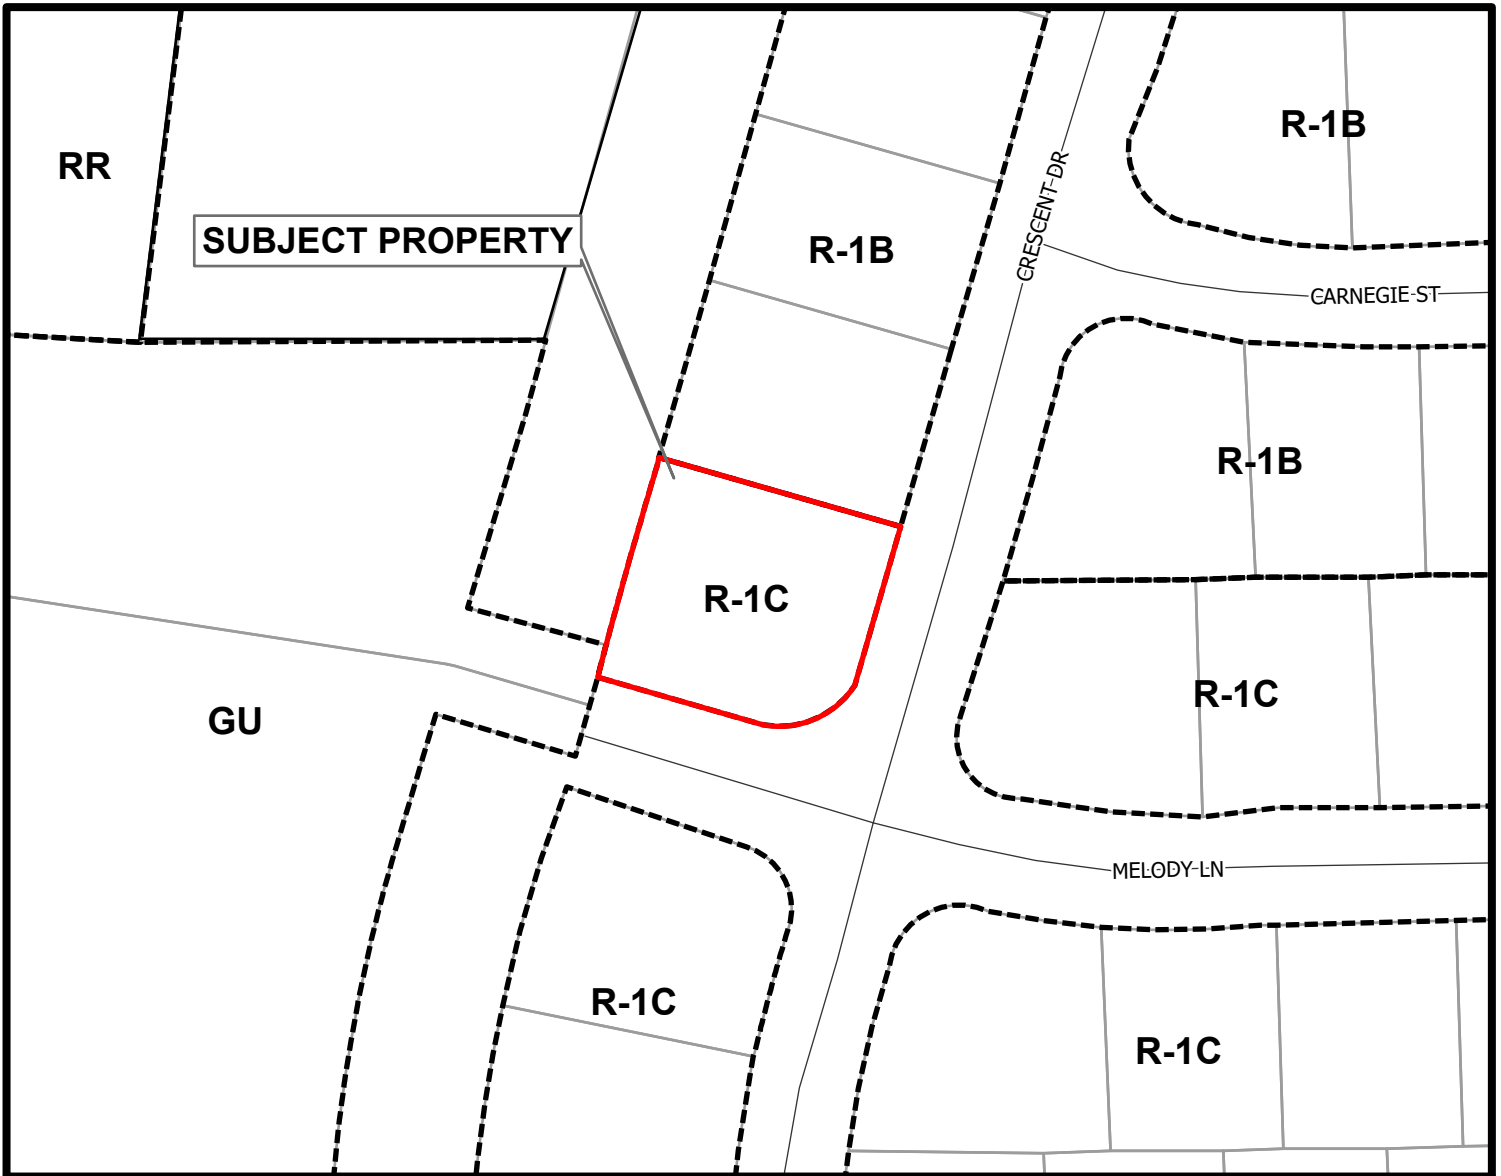 R-1B
RR
CRESCENT DR
SUBJECT PROPERTY
R-1B
CARNEGIE ST
R-1B
R-1C
R-1C
GU
MELODY LN
R-1C
R-1C